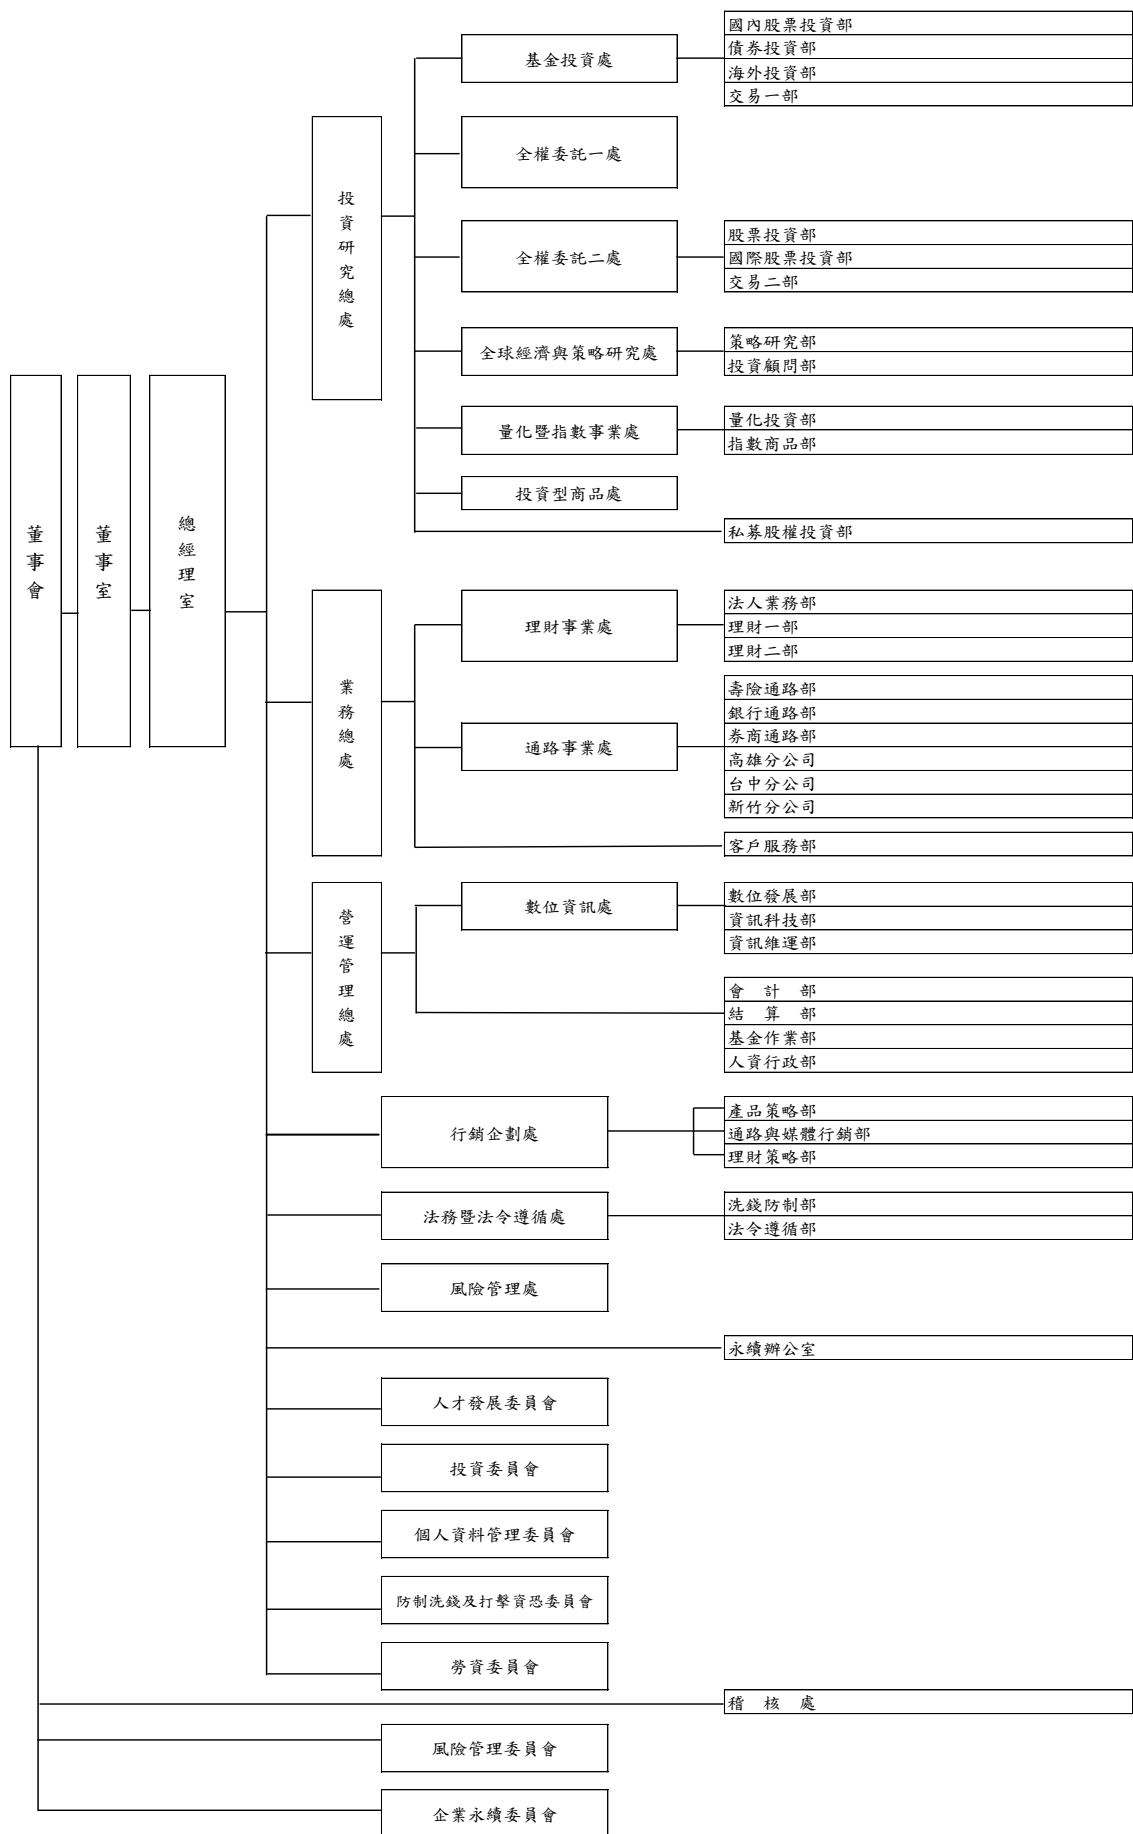 董事會
董事室
總經理室
投資研究總處
基金投資處
國內股票投資部
債券投資部
海外投資部
交易一部
全權委託一處
全權委託二處
股票投資部
國際股票投資部
交易二部
全球經濟與策略研究處
策略研究部
投資顧問部
量化暨指數事業處
量化投資部
指數商品部
投資型商品處
私募股權投資部
業務總處
理財事業處
法人業務部
理財一部
理財二部
通路事業處
壽險通路部
銀行通路部
券商通路部
高雄分公司
台中分公司
新竹分公司
客戶服務部
營運管理總處
數位資訊處
數位發展部
資訊科技部
資訊維運部
會 計 部
結 算 部
基金作業部
人資行政部
行銷企劃處
產品策略部
通路與媒體行銷部
理財策略部
法務暨法令遵循處
洗錢防制部
法令遵循部
風險管理處
永續辦公室
人才發展委員會
投資委員會
個人資料管理委員會
防制洗錢及打擊資恐委員會
勞資委員會
稽 核 處
風險管理委員會
企業永續委員會